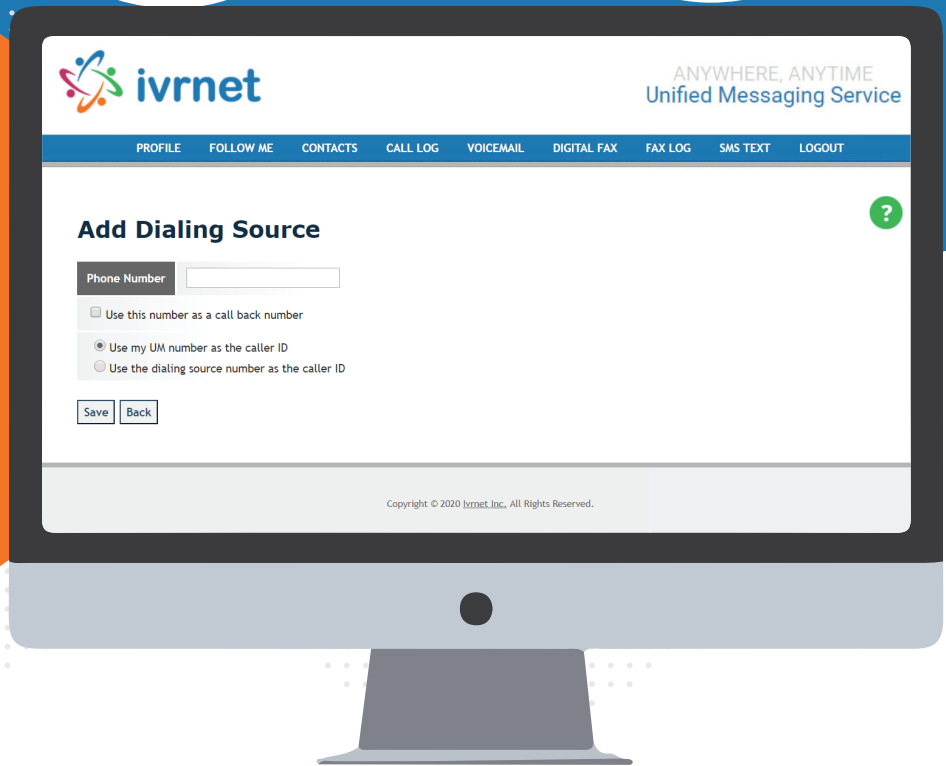 ivrnet
ANYWHERE, ANYTIME
Unified Messaging Service
PROFILE FOLLOW ME CONTACTS CALL LOG VOICEMAIL DIGITAL FAX FAX LOG SMS TEXT LOGOUT
?
Add Dialing Source
Phone Number
Use this number as a call back number
Use my UM number as the caller ID
Use the dialing source number as the caller ID
Save Back
Copyright © 2020 Ivrnet Inc. All Rights Reserved.